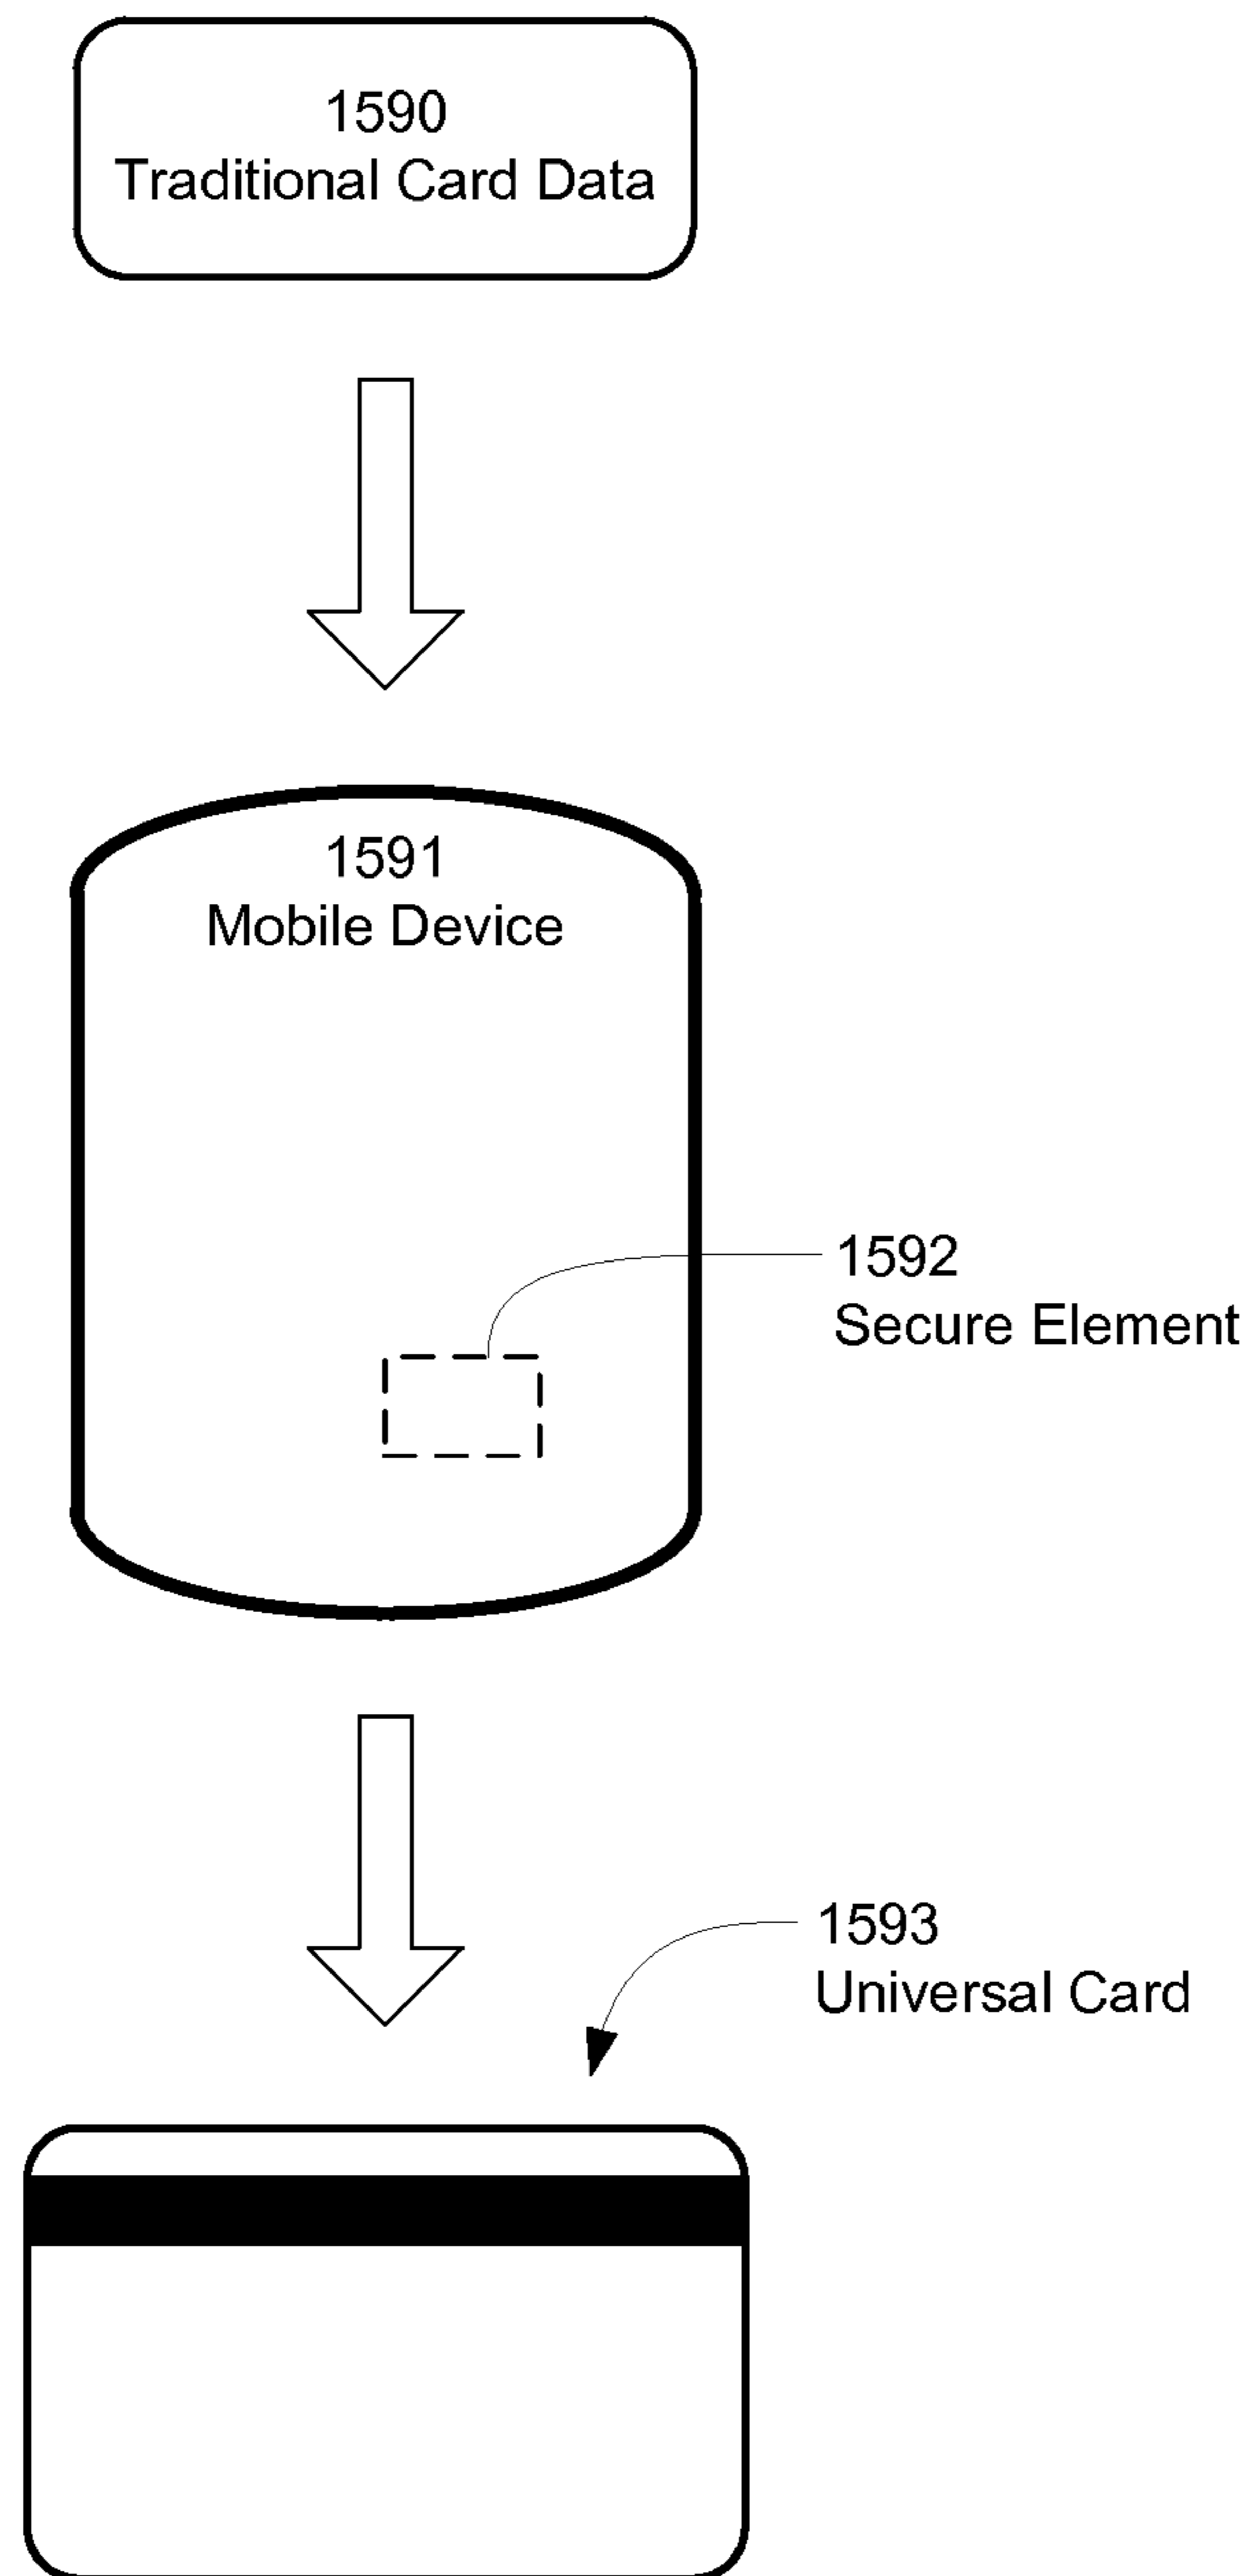 1590
Traditional Card Data
1591
Mobile Device
1592
Secure Element
1593
Universal Card